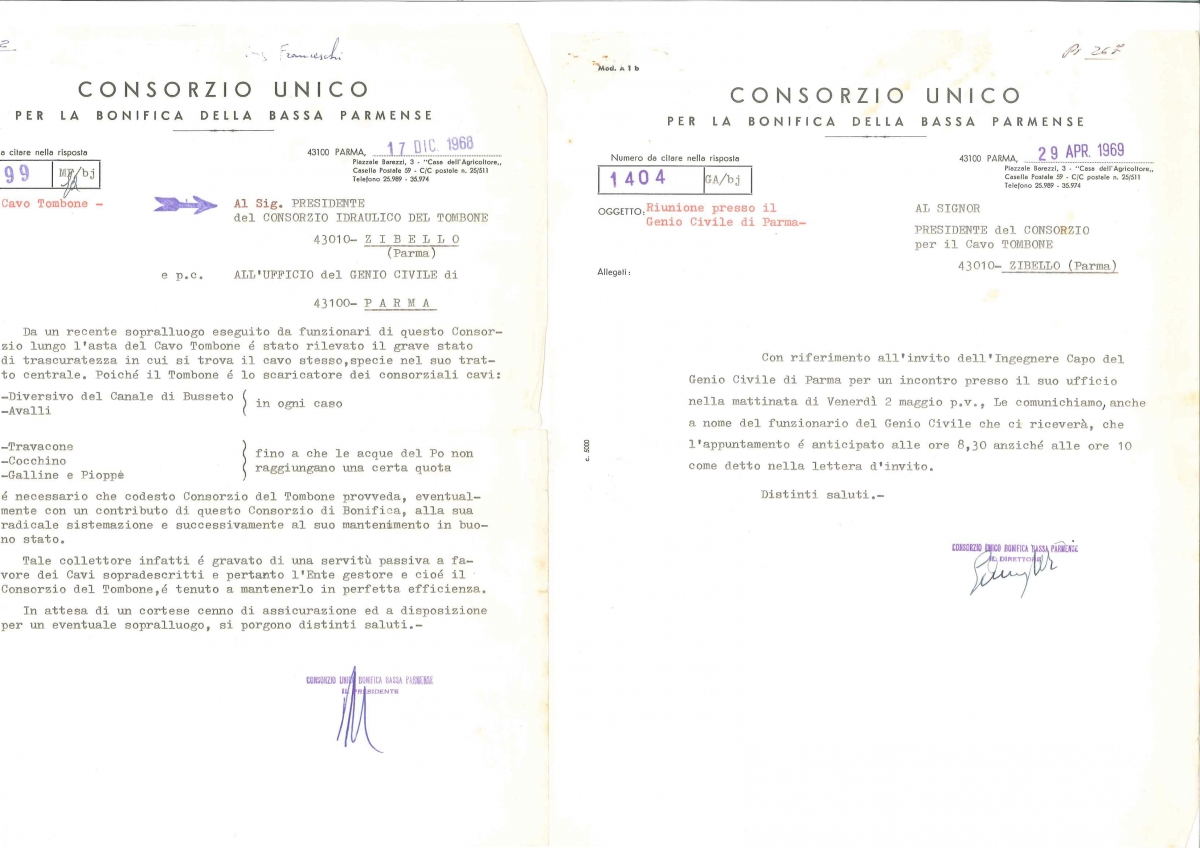 Franceschi
CONSORZIO UNICO
PER LA BONIFICA DELLA BASSA PARMENSE
a citare nella risposta
99
/bj
43100 PARMA, 17 DIC. 1968
Piazzale Barezzi, 3 - "Casa dell'Agricoltore,,
Casella Postale 59 - C/C postale n. 25/511
Telefono 25.989 - 35.974
Cavo Tombone -
Al Sig. PRESIDENTE
del CONSORZIO IDRAULICO DEL TOMBONE
43010- Z I B E L L O
(Parma)
e p.c. ALL'UFFICIO del GENIO CIVILE di
43100- P A R M A
Da un recente sopralluogo eseguito da funzionari di questo Consor-
zio lungo l'asta del Cavo Tombone é stato rilevato il grave stato
di trascuratezza in cui si trova il cavo stesso,specie nel suo trat-
to centrale. Poiché il Tombone é lo scaricatore dei consorziali cavi:
-Diversivo del Canale di Busseto
-Avalli
in ogni caso
-Travacone
-Cocchino
-Galline e Pioppè
fino a che le acque del Po non
raggiungano una certa quota
é necessario che codesto Consorzio del Tombone provveda, eventual-
mente con un contributo di questo Consorzio di Bonifica, alla sua
radicale sistemazione e successivamente al suo mantenimento in buo-
no stato.
Tale collettore infatti é gravato di una servitù passiva a fa-
vore dei Cavi sopradescritti e pertanto l'Ente gestore e cioé il
Consorzio del Tombone,é tenuto a mantenerlo in perfetta efficienza.
In attesa di un cortese cenno di assicurazione ed a disposizione
per un eventuale sopralluogo, si porgono distinti saluti.-
CONSORZIO UNICO BONIFICA BASSA PARMENSE
IL PRESIDENTE
Mod. A 1 b
CONSORZIO UNICO
PER LA BONIFICA DELLA BASSA PARMENSE
Numero da citare nella risposta
1404
GA/bj
43100 PARMA, 29 APR. 1969
Piazzale Barezzi, 3 - "Casa dell'Agricoltore,,
Casella Postale 59 - C/C postale n. 25/511
Telefono 25.989 - 35.974
OGGETTO: Riunione presso il
Genio Civile di Parma-
AL SIGNOR
PRESIDENTE del CONSORZIO
per il Cavo TOMBONE
43010- ZIBELLO (Parma)
Allegati:
Con riferimento all'invito dell'Ingegnere Capo del
Genio Civile di Parma per un incontro presso il suo ufficio
nella mattinata di Venerdì 2 maggio p.v., Le comunichiamo, anche
a nome del funzionario del Genio Civile che ci riceverà, che
l'appuntamento é anticipato alle ore 8,30 anziché alle ore 10
come detto nella lettera d'invito.
Distinti saluti.-
c. 5000
CONSORZIO UNICO BONIFICA BASSA PARMENSE
IL DIRETTORE